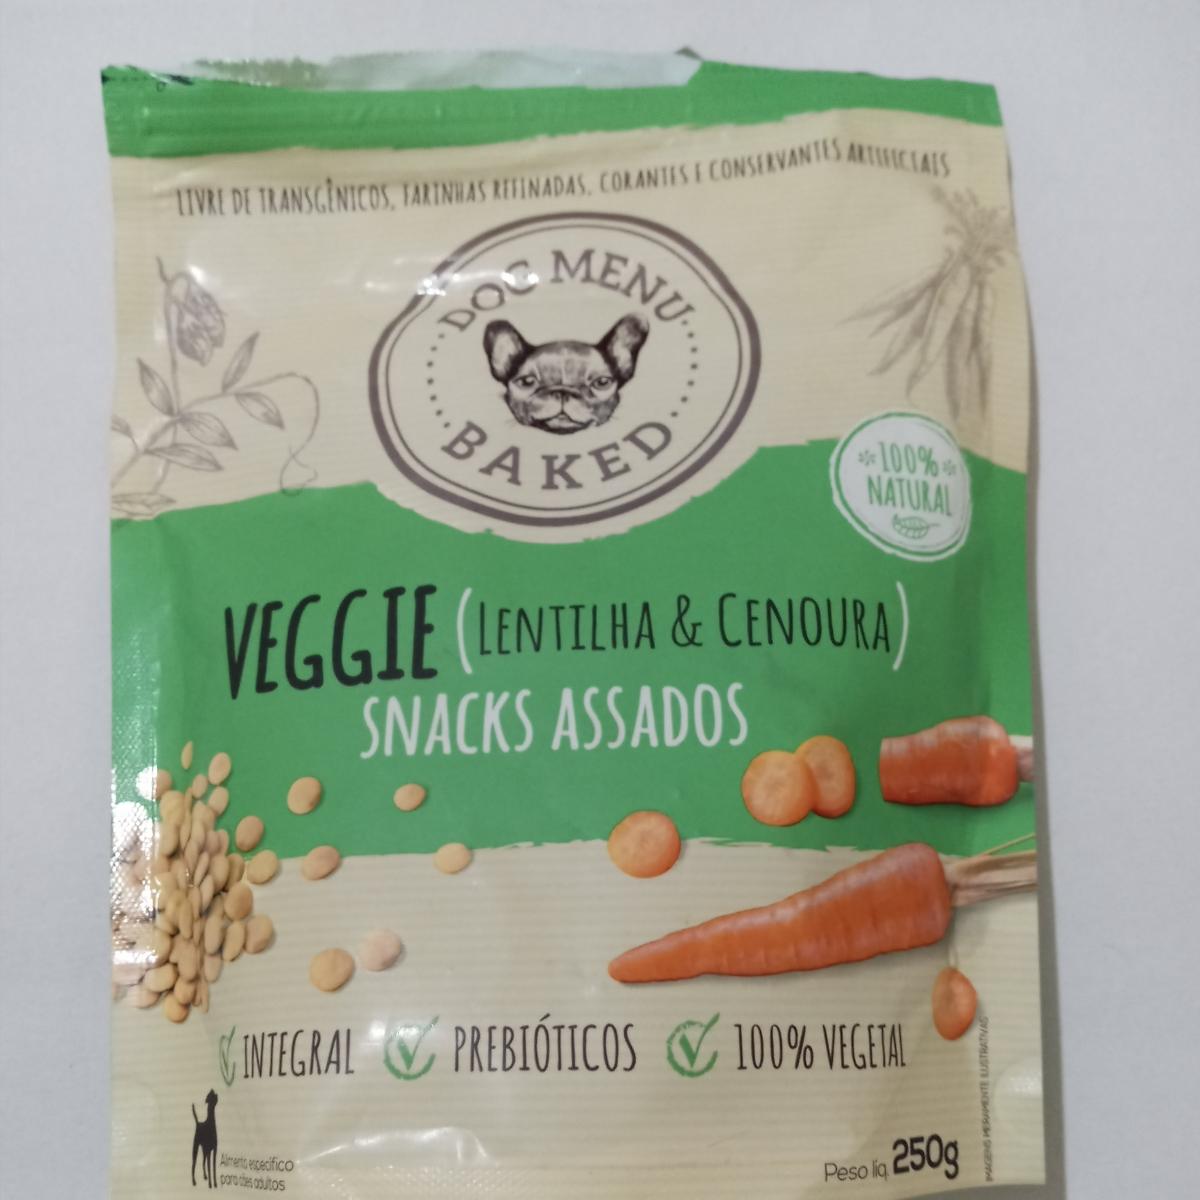 LIVRE DE TRANSGÊNICOS, FARINHAS REFINADAS, CORANTES E CONSERVANTES ARTIFICIAIS
DOG MENU
BAKED
100%
NATURAL
VEGGIE (LENTILHA & CENOURA)
SNACKS ASSADOS
INTEGRAL PREBIÓTICOS 100% VEGETAL
Alimento específico
para cães adultos
Peso líq. 250g
IMAGENS MERAMENTE ILUSTRATIVAS